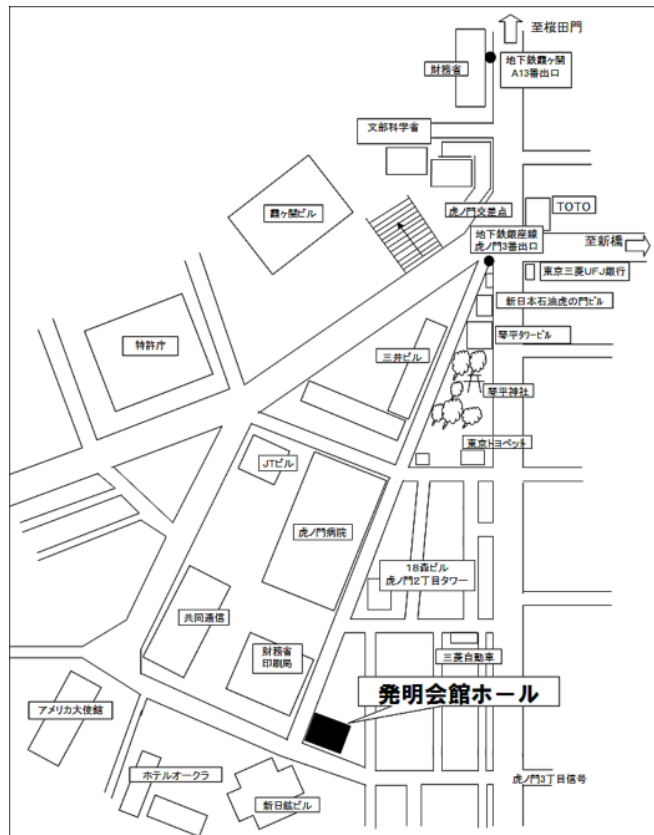 至桜田門
地下鉄霞ヶ関
A13番出口
財務省
文部科学省
虎ノ門交差点
TOTO
霞ヶ関ビル
地下鉄銀座線
虎ノ門3番出口
至新橋
東京三菱UFJ銀行
新日本石油虎の門ビル
琴平タワービル
特許庁
三井ビル
琴平神社
東京トヨペット
JTビル
虎ノ門病院
18森ビル
虎ノ門2丁目タワー
共同通信
財務省
印刷局
三菱自動車
発明会館ホール
アメリカ大使館
ホテルオークラ
虎ノ門3丁目信号
新日鉱ビル